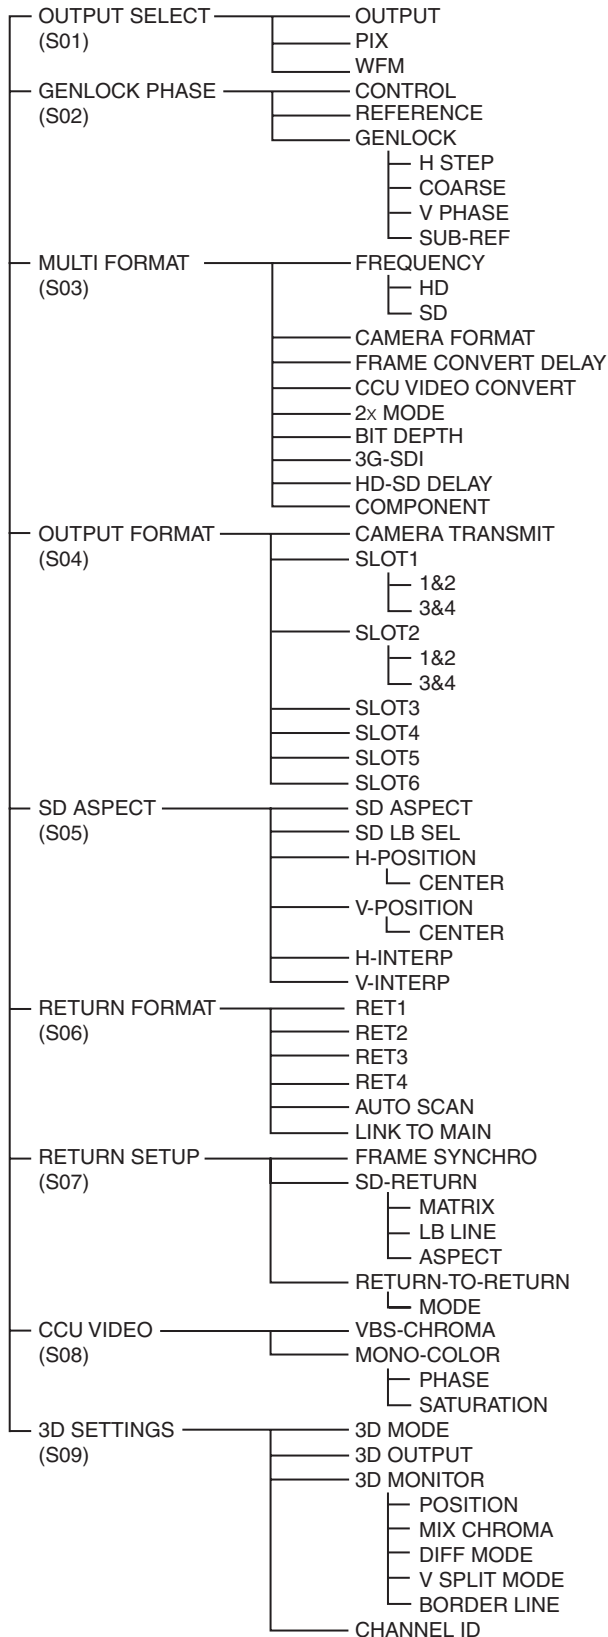 OUTPUT SELECT OUTPUT
(S01) PIX
WFM
GENLOCK PHASE CONTROL
(S02) REFERENCE
GENLOCK
H STEP
COARSE
V PHASE
SUB-REF
MULTI FORMAT FREQUENCY
(S03) HD
SD
CAMERA FORMAT
FRAME CONVERT DELAY
CCU VIDEO CONVERT
2× MODE
BIT DEPTH
3G-SDI
HD-SD DELAY
COMPONENT
OUTPUT FORMAT CAMERA TRANSMIT
(S04) SLOT1
1&2
3&4
SLOT2
1&2
3&4
SLOT3
SLOT4
SLOT5
SLOT6
SD ASPECT SD ASPECT
(S05) SD LB SEL
H-POSITION
CENTER
V-POSITION
CENTER
H-INTERP
V-INTERP
RETURN FORMAT RET1
(S06) RET2
RET3
RET4
AUTO SCAN
LINK TO MAIN
RETURN SETUP FRAME SYNCHRO
(S07) SD-RETURN
MATRIX
LB LINE
ASPECT
RETURN-TO-RETURN
MODE
CCU VIDEO VBS-CHROMA
(S08) MONO-COLOR
PHASE
SATURATION
3D SETTINGS 3D MODE
(S09) 3D OUTPUT
3D MONITOR
POSITION
MIX CHROMA
DIFF MODE
V SPLIT MODE
BORDER LINE
CHANNEL ID